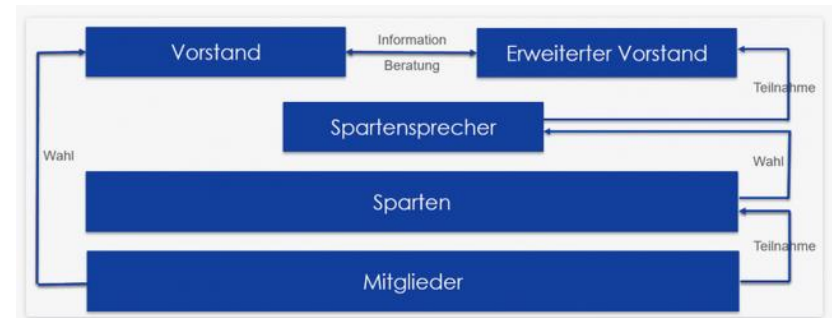 Vorstand
Information
Beratung
Erweiterter Vorstand
Teilnahme
Spartensprecher
Wahl
Wahl
Sparten
Teilnahme
Mitglieder